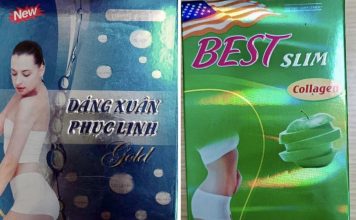 New
DÁNG XUÂN
PHỤC LINH
Gold
BEST SLIM
Collagen